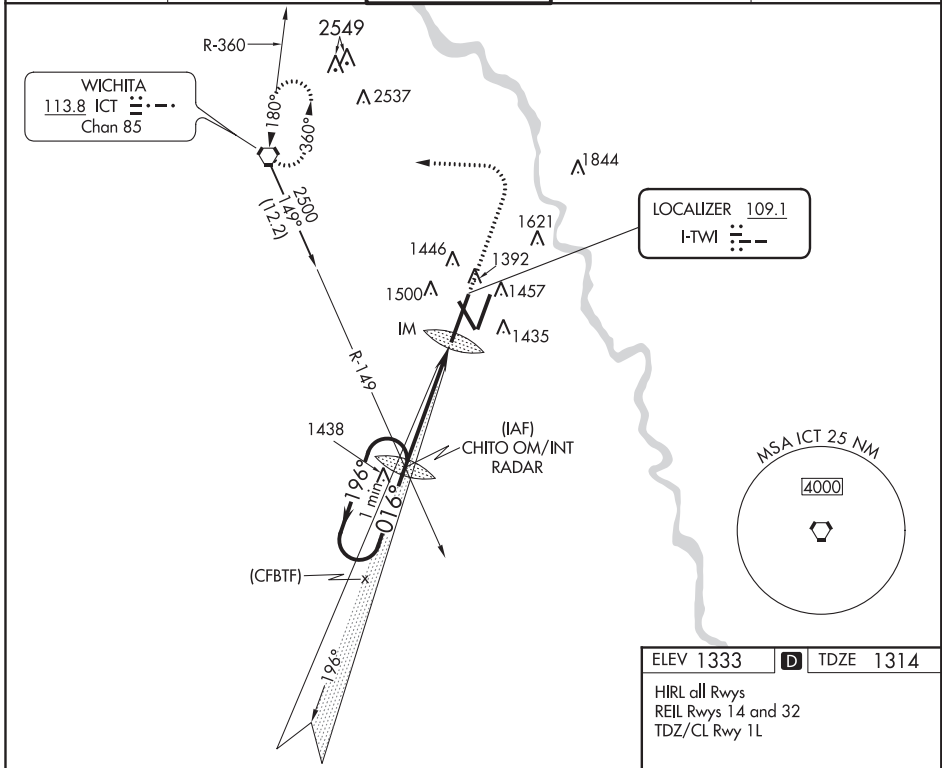 R-360
2549
2537
WICHITA
113.8 ICT
Chan 85
180°
360°
2500
149°
(12.2)
1844
LOCALIZER 109.1
I-TWI
1621
1446
1392
1500
1457
IM
1435
R-149
1438
(IAF)
CHITO OM/INT
RADAR
196°
1 min
016°
(CFBTF)
x
196°
MSA ICT 25 NM
4000
ELEV 1333 D TDZE 1314
HIRL all Rwys
REIL Rwys 14 and 32
TDZ/CL Rwy 1L